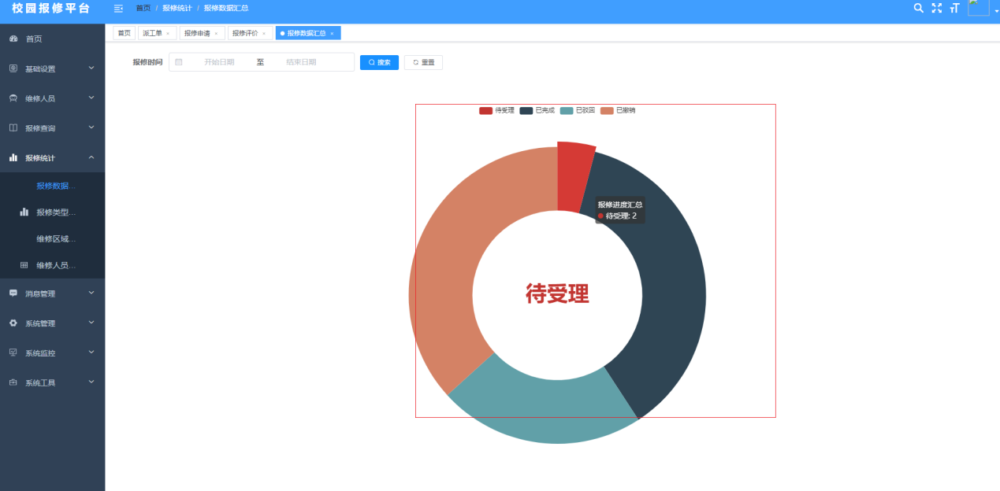 校园报修平台
首页 / 报修统计 / 报修数据汇总
首页
派工单 ×
报修申请 ×
报修评价 ×
报修数据汇总 ×
首页
基础设置
维修人员
报修查询
报修统计
报修数据...
报修类型...
维修区域...
维修人员...
消息管理
系统管理
系统监控
系统工具
报修时间 开始日期 至 结束日期 搜索 重置
待受理 已完成 已驳回 已撤销
报修进度汇总
待受理: 2
待受理